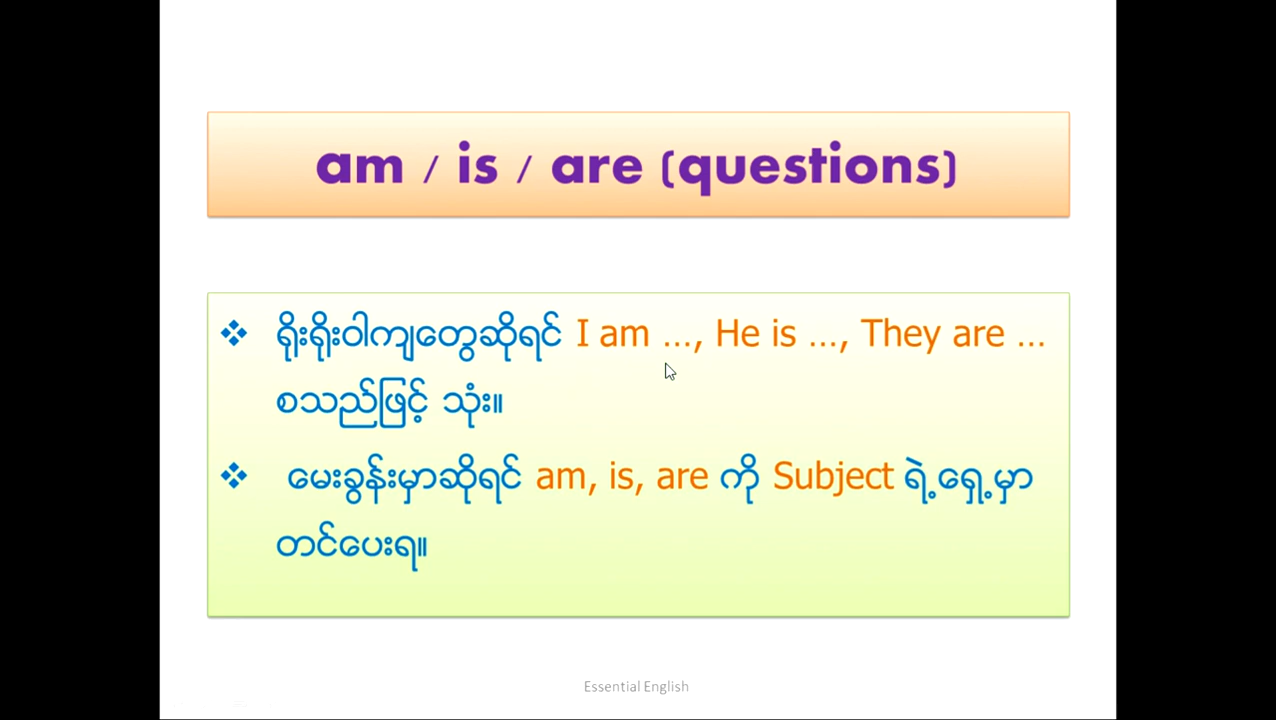 am / is / are (questions)
❖ ရိုးရိုးဝါကျတွေဆိုရင် I am …, He is …, They are …
စသည်ဖြင့် သုံး။
❖ မေးခွန်းမှာဆိုရင် am, is, are ကို Subject ရဲ့ရှေ့မှာ
တင်ပေးရ။
Essential English